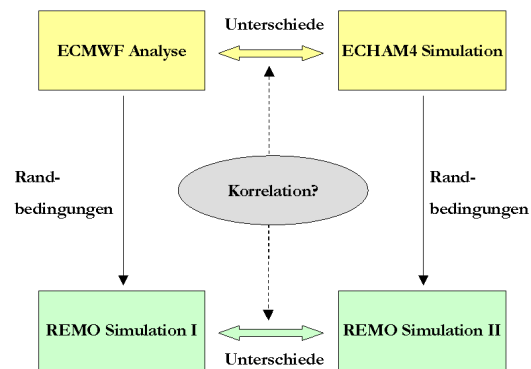 Unterschiede
ECMWF Analyse
ECHAM4 Simulation
Rand-
bedingungen
Korrelation?
Rand-
bedingungen
REMO Simulation I
REMO Simulation II
Unterschiede